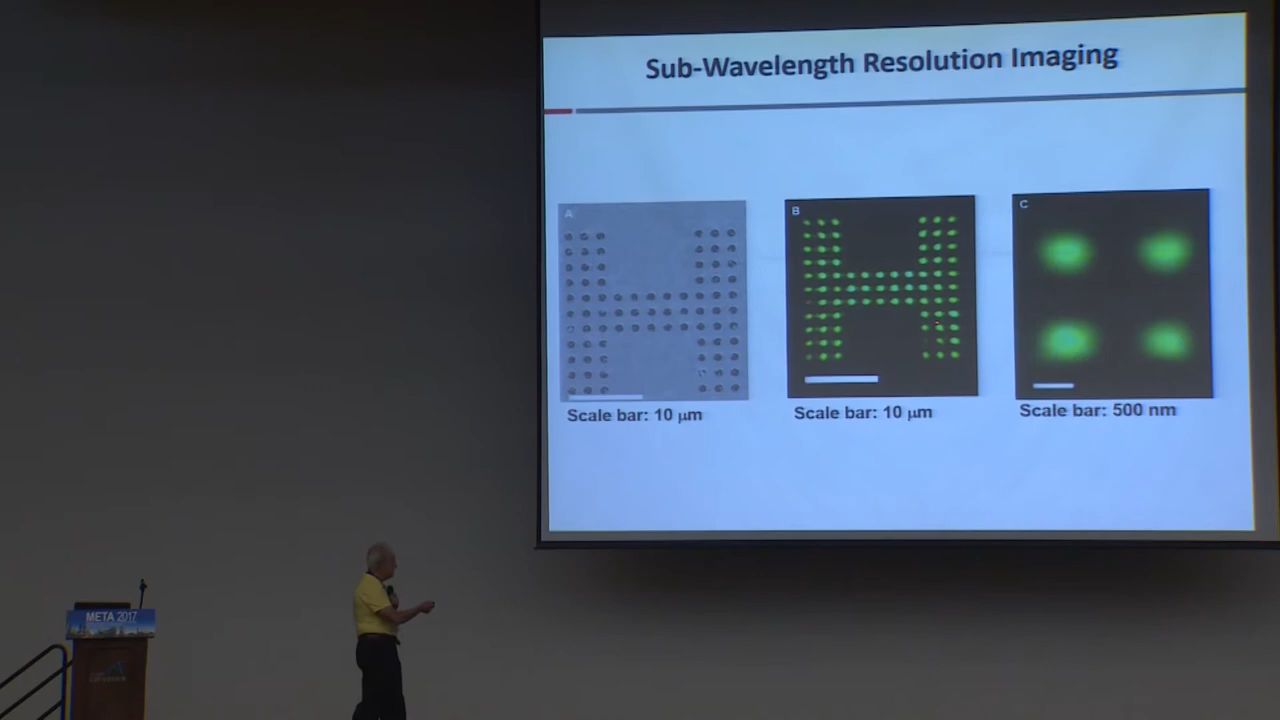 Sub-Wavelength Resolution Imaging
A
B
C
Scale bar: 10 μm
Scale bar: 10 μm
Scale bar: 500 nm
META 2017